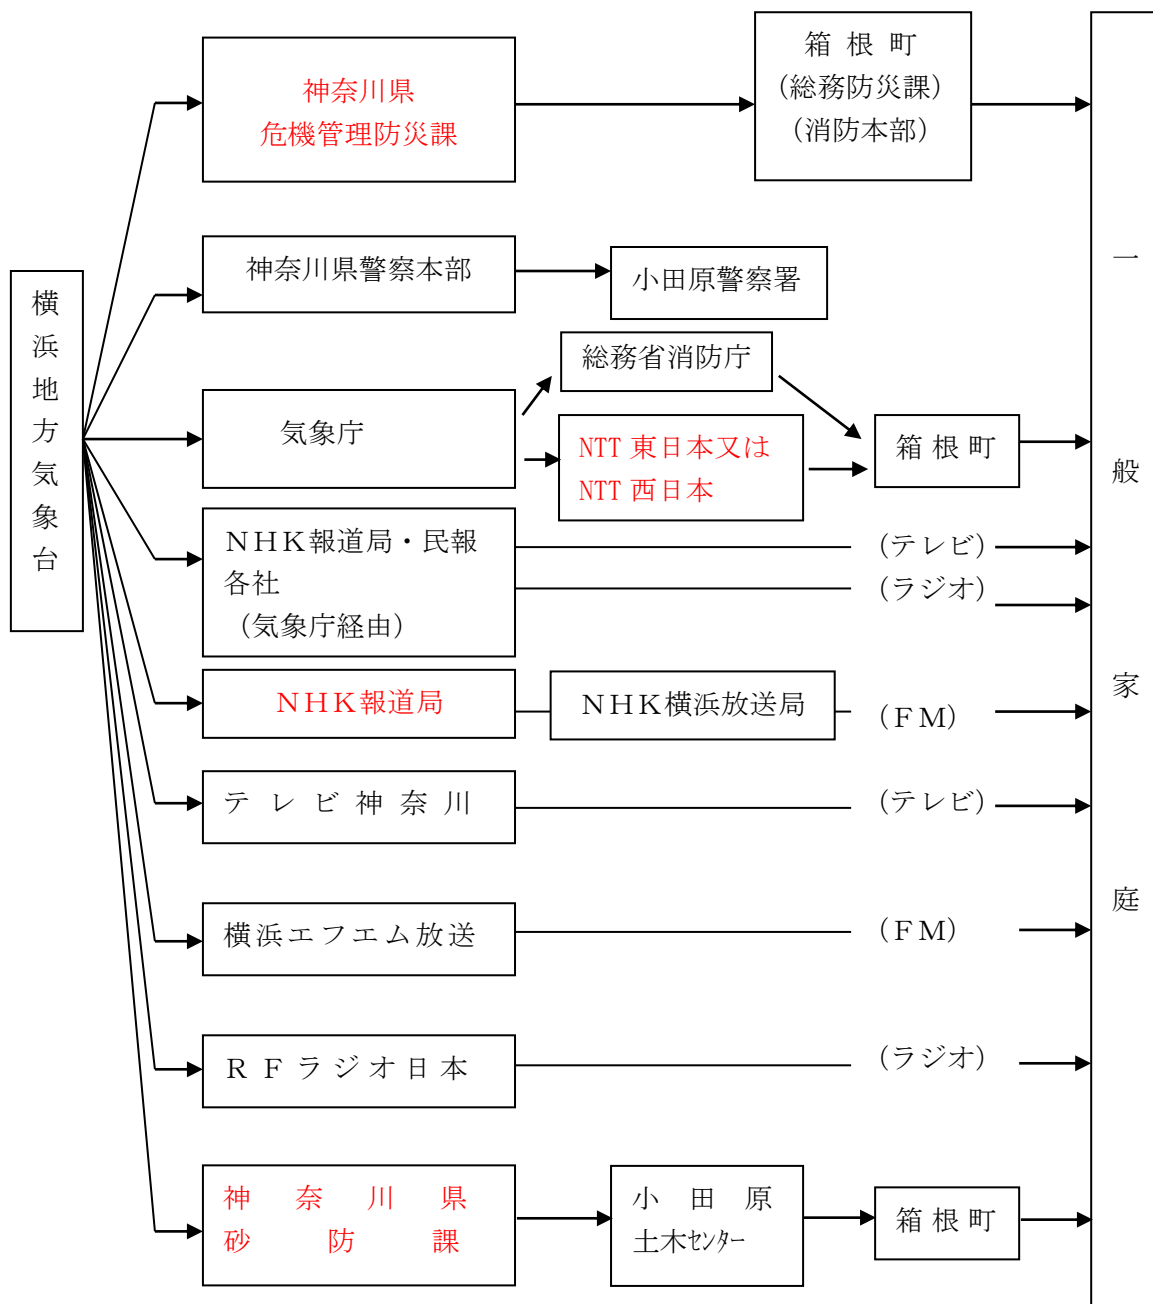 横浜地方気象台
神奈川県
危機管理防災課
箱根町
(総務防災課)
(消防本部)
神奈川県警察本部
小田原警察署
気象庁
総務省消防庁
NTT 東日本又は
NTT 西日本
箱根町
ＮＨＫ報道局・民報
各社
（気象庁経由）
(テレビ)
(ラジオ)
ＮＨＫ報道局
ＮＨＫ横浜放送局
(ＦＭ)
テレビ神奈川
(テレビ)
横浜エフエム放送
(ＦＭ)
ＲＦラジオ日本
(ラジオ)
神奈川県
砂防課
小田原
土木ｾﾝﾀｰ
箱根町
一般家庭